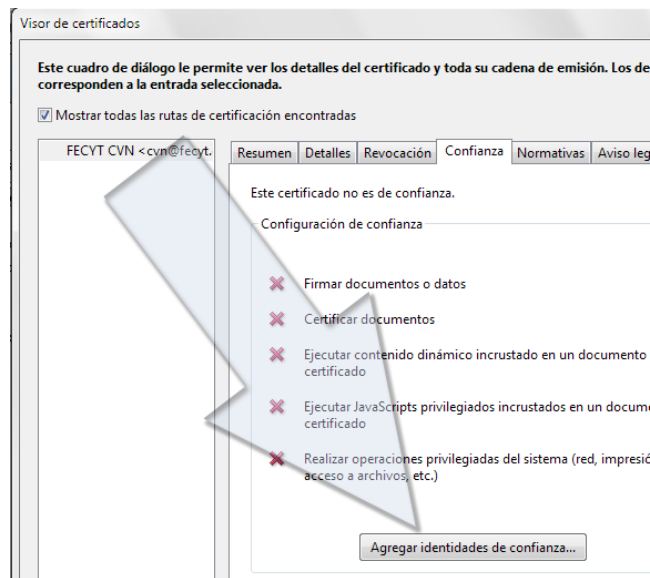 Visor de certificados
Este cuadro de diálogo le permite ver los detalles del certificado y toda su cadena de emisión. Los de
corresponden a la entrada seleccionada.
Mostrar todas las rutas de certificación encontradas
FECYT CVN <cvn@fecyt.
Resumen Detalles Revocación Confianza Normativas Aviso leg
Este certificado no es de confianza.
Configuración de confianza
Firmar documentos o datos
Certificar documentos
Ejecutar contenido dinámico incrustado en un documento
certificado
Ejecutar JavaScripts privilegiados incrustados en un docume
certificado
Realizar operaciones privilegiadas del sistema (red, impresió
acceso a archivos, etc.)
Agregar identidades de confianza...